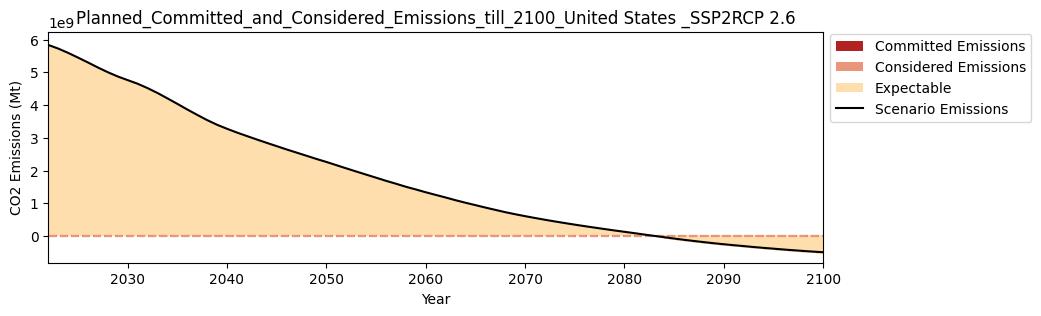 Planned_Committed_and_Considered_Emissions_till_2100_United States _SSP2RCP 2.6
1e9
6
5
4
3
2
1
0
CO2 Emissions (Mt)
2030 2040 2050 2060 2070 2080 2090 2100
Year
Committed Emissions
Considered Emissions
Expectable
Scenario Emissions